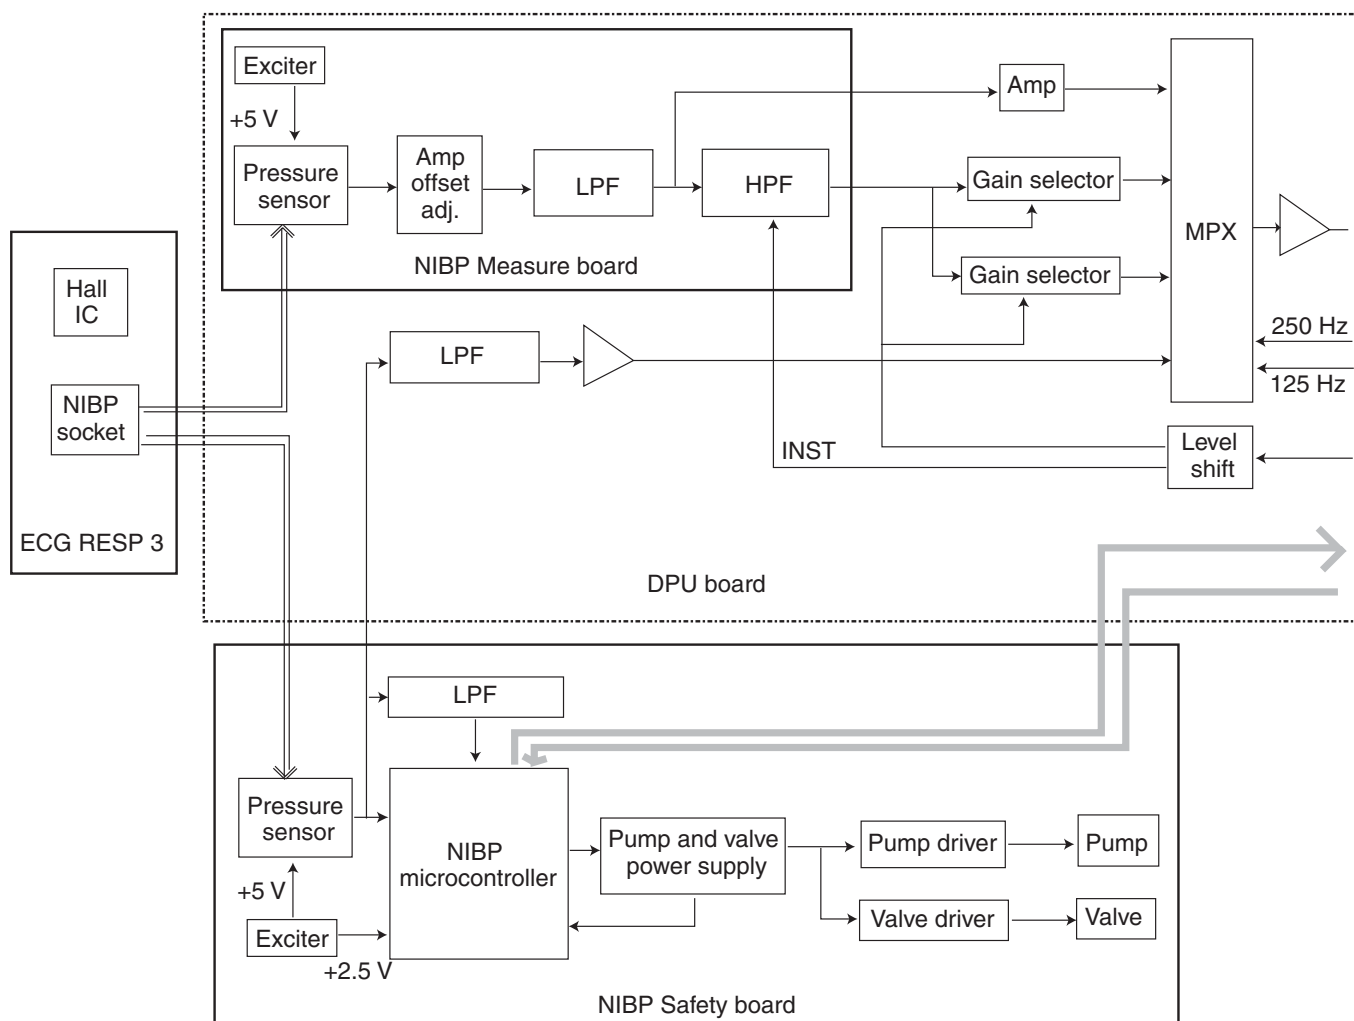 Exciter
+5 V
Pressure
sensor
Amp
offset
adj.
LPF
HPF
NIBP Measure board
Amp
Gain selector
Gain selector
MPX
250 Hz
125 Hz
Level
shift
INST
LPF
Hall
IC
NIBP
socket
ECG RESP 3
DPU board
LPF
Pressure
sensor
+5 V
Exciter
+2.5 V
NIBP
microcontroller
Pump and valve
power supply
Pump driver
Pump
Valve driver
Valve
NIBP Safety board